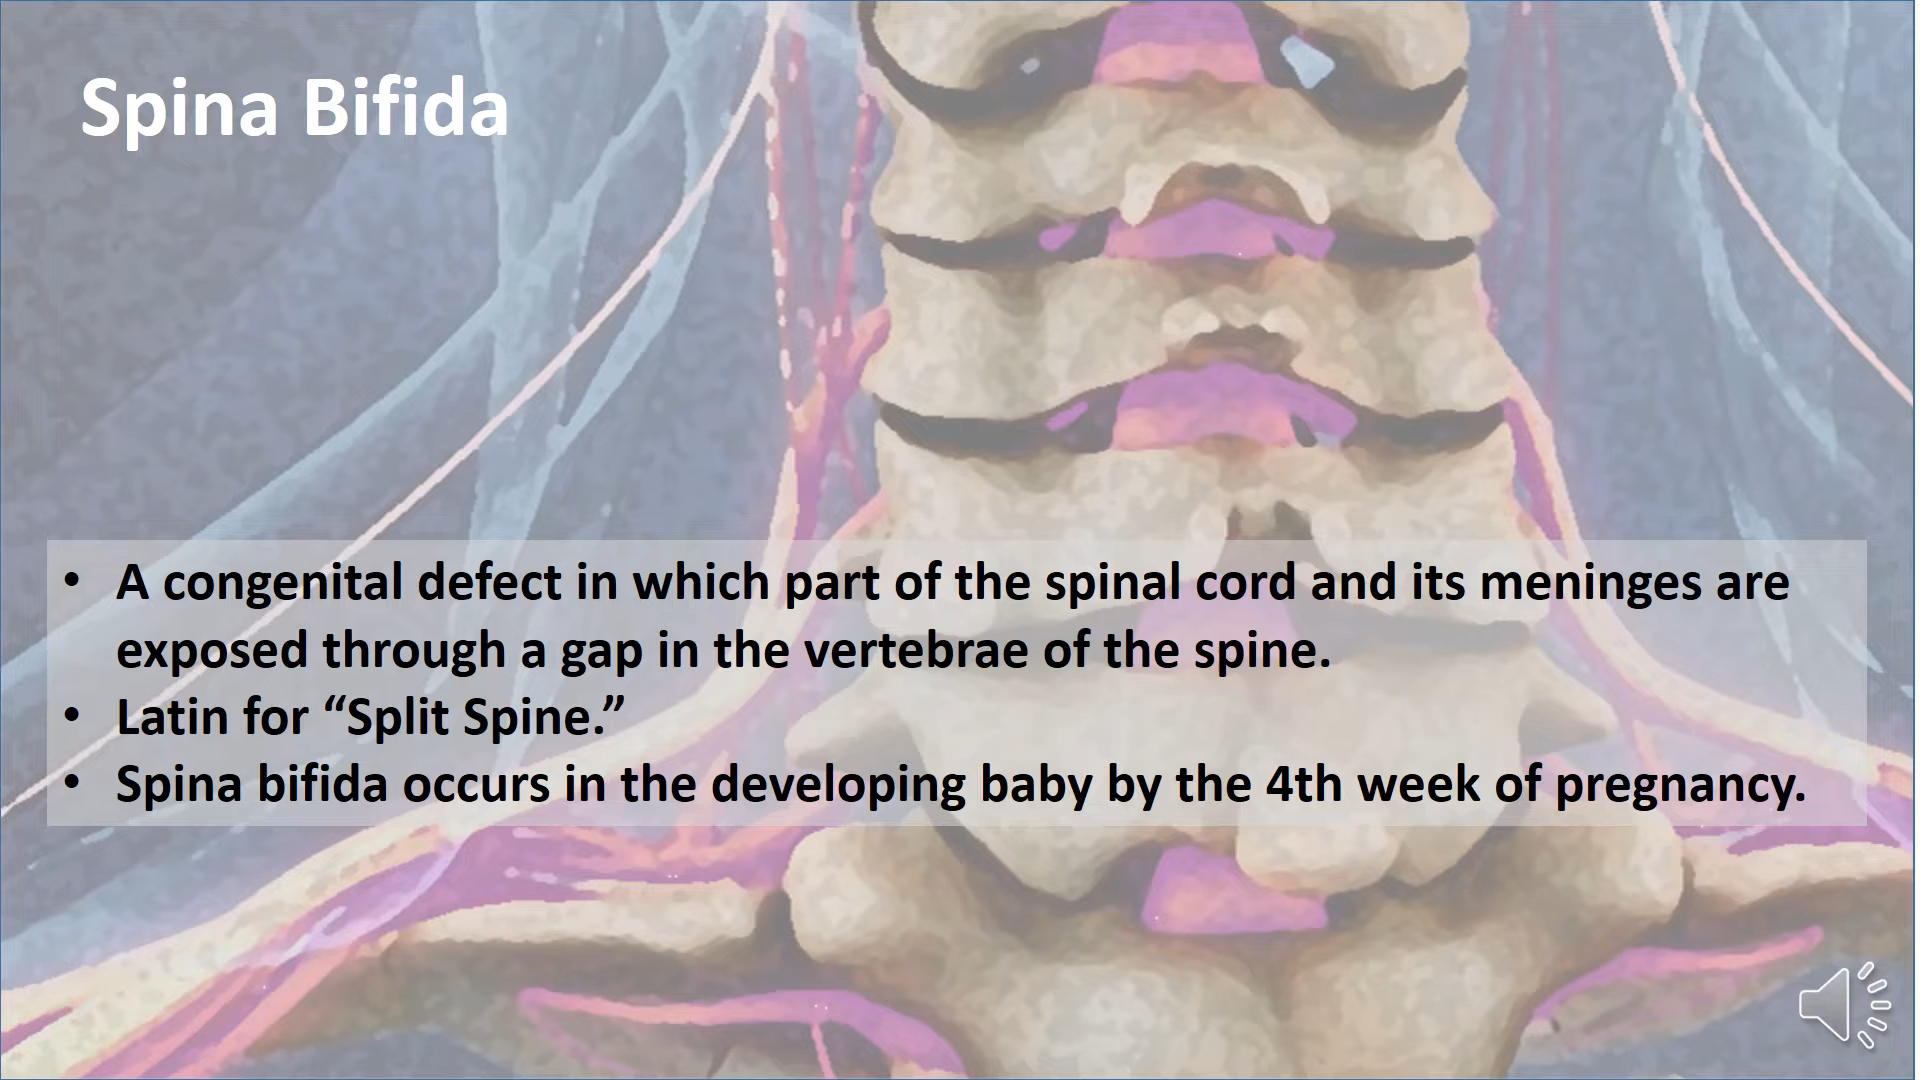 Spina Bifida
• A congenital defect in which part of the spinal cord and its meninges are
exposed through a gap in the vertebrae of the spine.
• Latin for “Split Spine.”
• Spina bifida occurs in the developing baby by the 4th week of pregnancy.